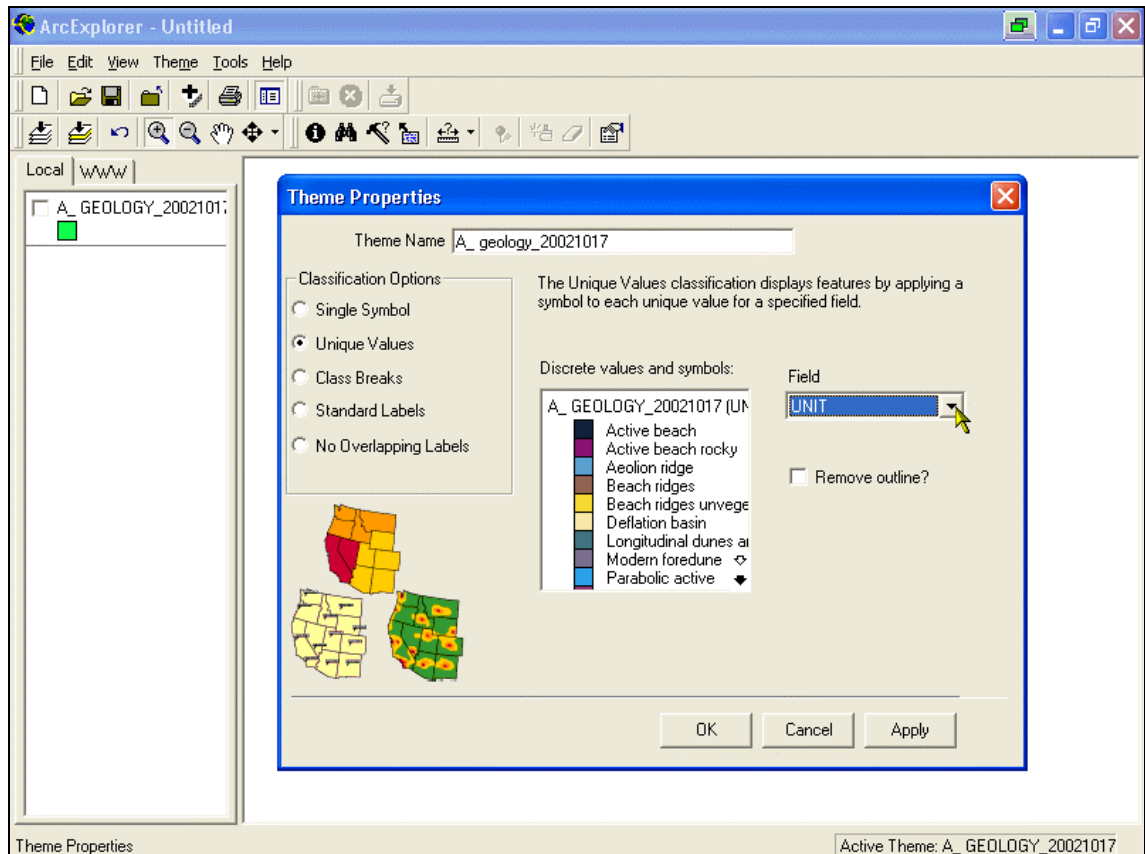 ArcExplorer - Untitled
File Edit View Theme Tools Help
Local WWW
A_ GEOLOGY_20021017
Theme Properties
Theme Name A_ geology_20021017
Classification Options
Single Symbol
Unique Values
Class Breaks
Standard Labels
No Overlapping Labels
The Unique Values classification displays features by applying a
symbol to each unique value for a specified field.
Discrete values and symbols:
A_ GEOLOGY_20021017 (UN
Active beach
Active beach rocky
Aeolion ridge
Beach ridges
Beach ridges unvege
Deflation basin
Longitudinal dunes a
Modern foredune
Parabolic active
Field
UNIT
Remove outline?
OK Cancel Apply
Theme Properties
Active Theme: A_ GEOLOGY_20021017